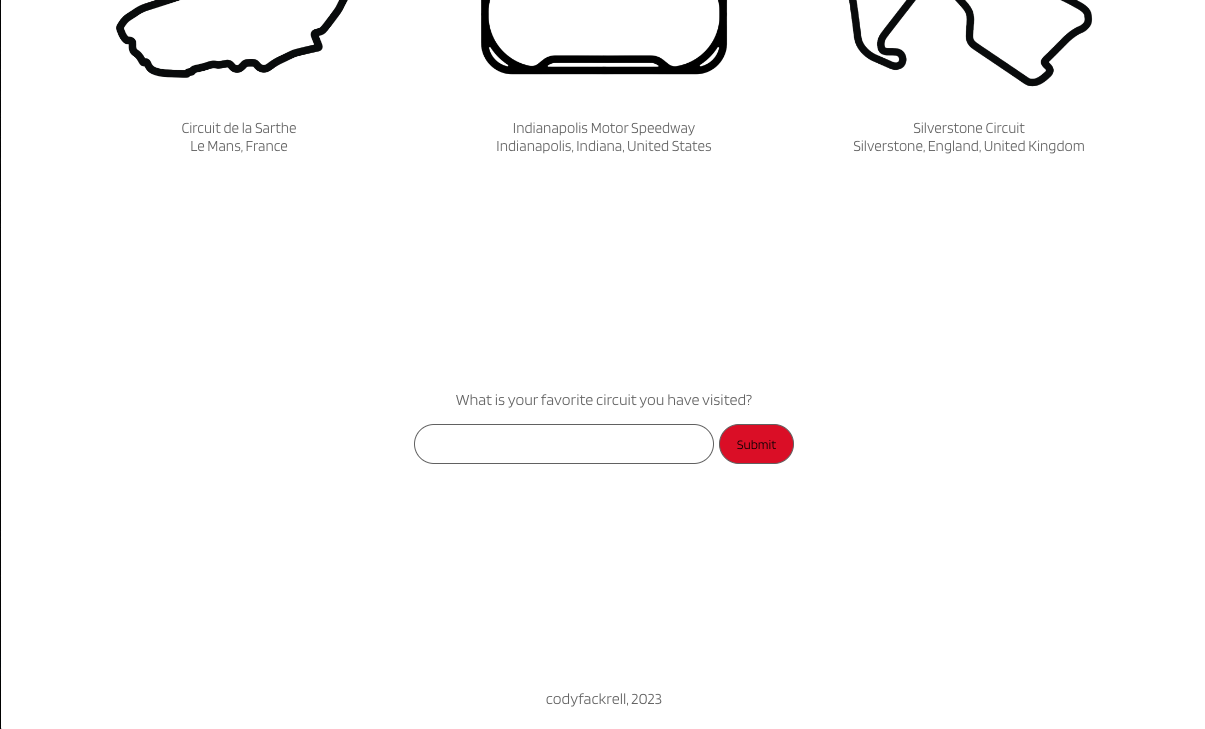 Circuit de la Sarthe
Le Mans, France
Indianapolis Motor Speedway
Indianapolis, Indiana, United States
Silverstone Circuit
Silverstone, England, United Kingdom
What is your favorite circuit you have visited?
Submit
codyfackrell, 2023